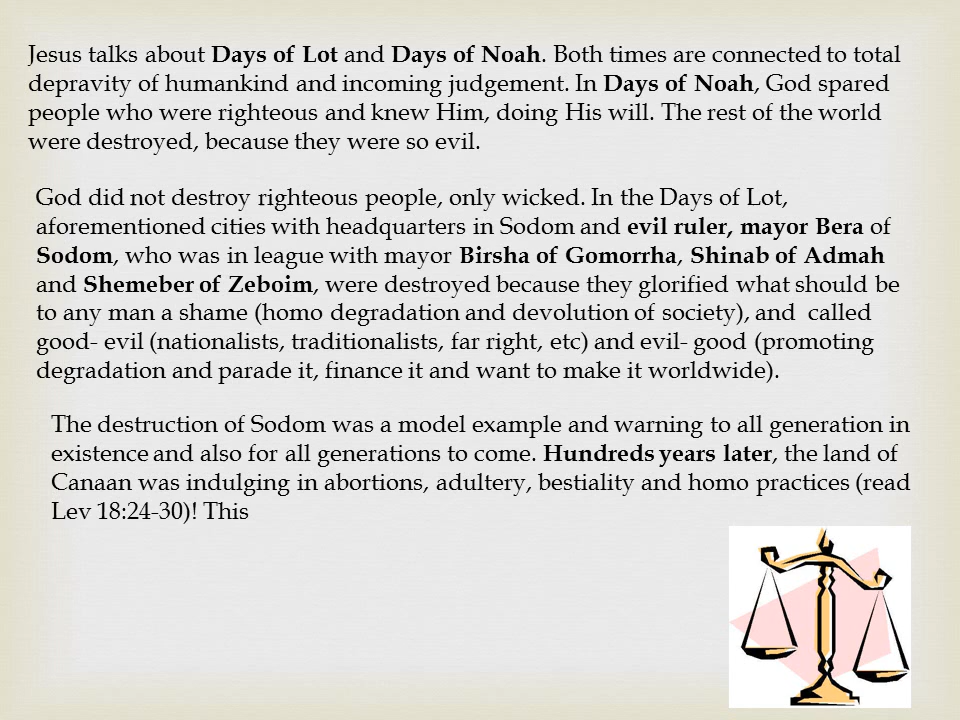 Jesus talks about Days of Lot and Days of Noah. Both times are connected to total
depravity of humankind and incoming judgement. In Days of Noah, God spared
people who were righteous and knew Him, doing His will. The rest of the world
were destroyed, because they were so evil.
God did not destroy righteous people, only wicked. In the Days of Lot,
aforementioned cities with headquarters in Sodom and evil ruler, mayor Bera of
Sodom, who was in league with mayor Birsha of Gomorrha, Shinab of Admah
and Shemeber of Zeboim, were destroyed because they glorified what should be
to any man a shame (homo degradation and devolution of society), and called
good- evil (nationalists, traditionalists, far right, etc) and evil- good (promoting
degradation and parade it, finance it and want to make it worldwide).
The destruction of Sodom was a model example and warning to all generation in
existence and also for all generations to come. Hundreds years later, the land of
Canaan was indulging in abortions, adultery, bestiality and homo practices (read
Lev 18:24-30)! This